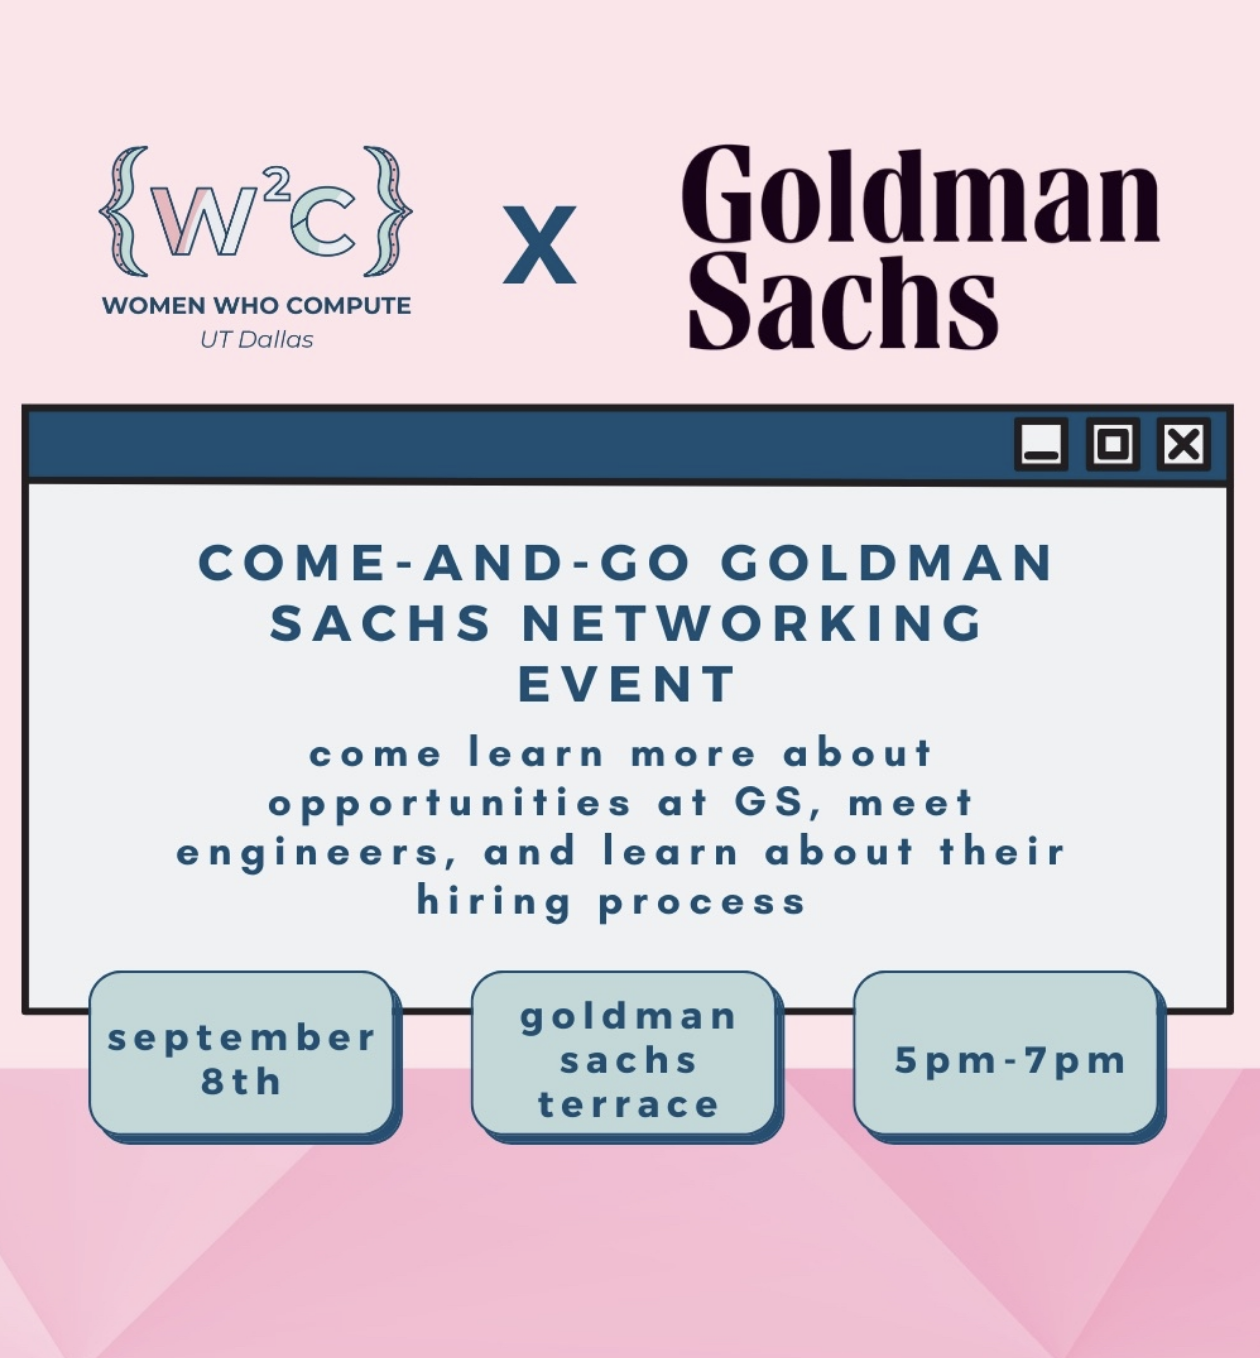 {W²C}
WOMEN WHO COMPUTE
UT Dallas
X
Goldman
Sachs
COME-AND-GO GOLDMAN
SACHS NETWORKING
EVENT
come learn more about
opportunities at GS, meet
engineers, and learn about their
hiring process
september
8th
goldman
sachs
terrace
5pm-7pm